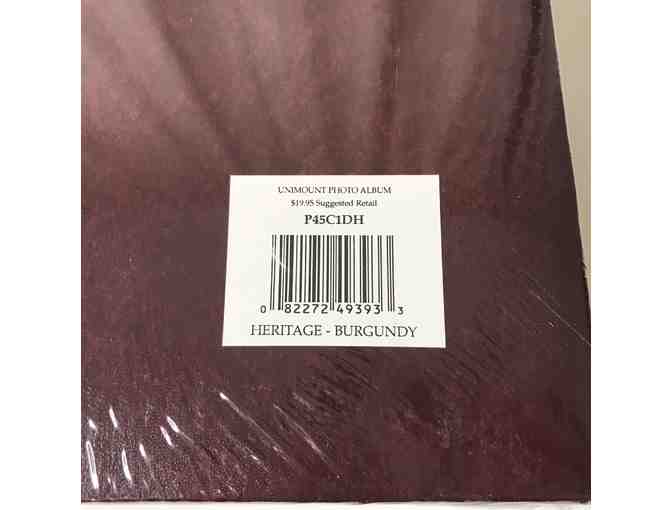 UNIMOUNT PHOTO ALBUM
$19.95 Suggested Retail
P45C1DH
0 82272 49393 3
HERITAGE - BURGUNDY